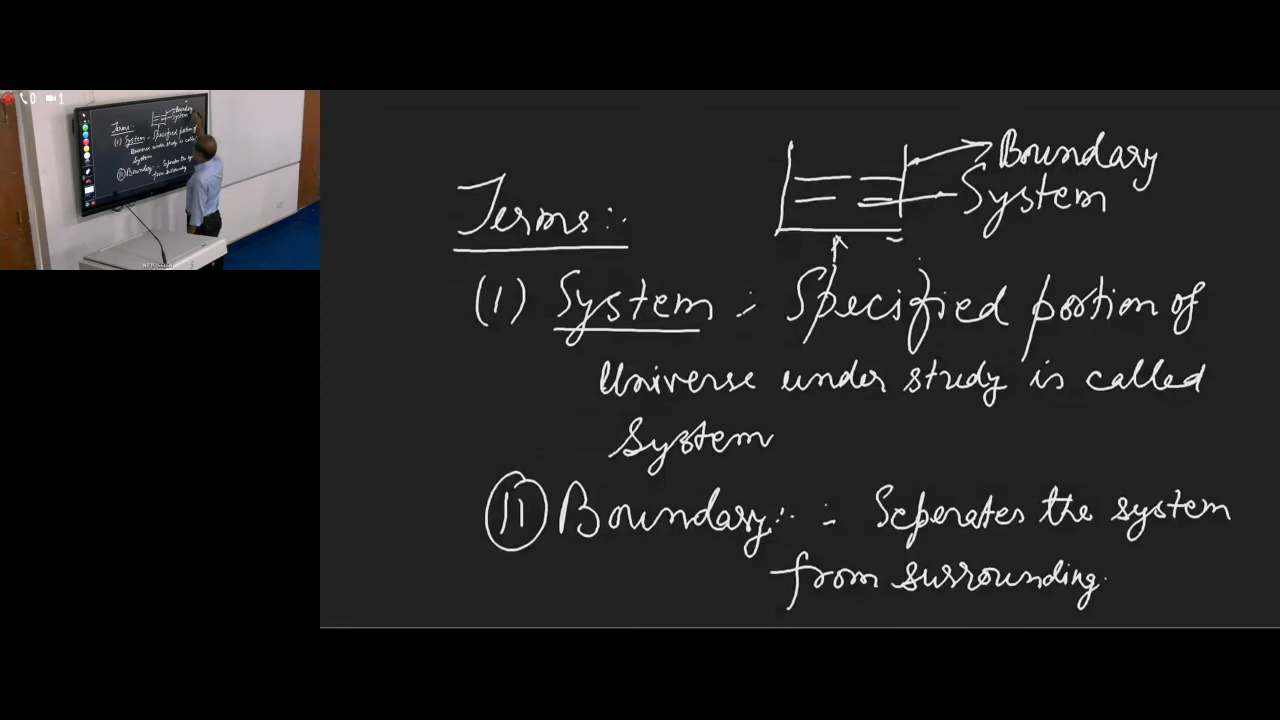 Boundary
System
Terms :-
(1) System :- Specified portion of
Universe under study is called
System
(II) Boundary :- Seperates the system
from surrounding.